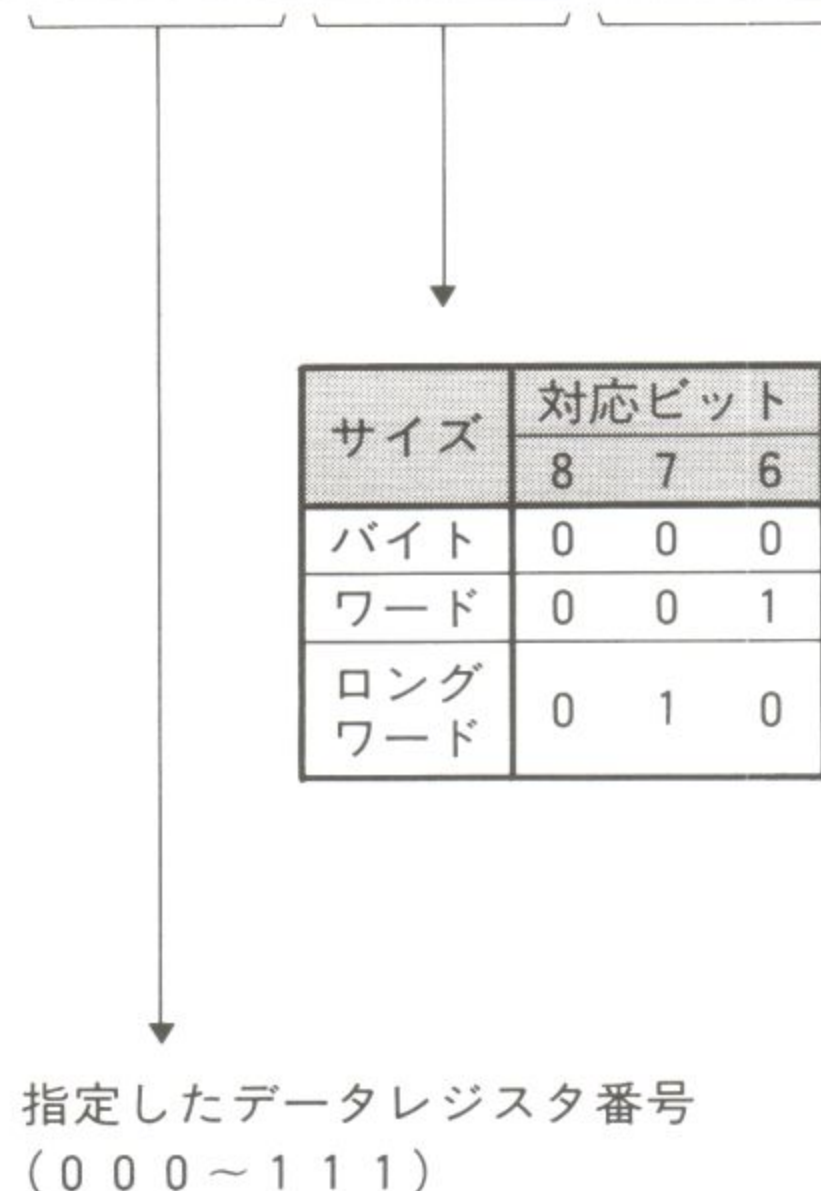 サイズ 対応ビット
8 7 6
バイト 0 0 0
ワード 0 0 1
ロング
ワード 0 1 0
指定したデータレジスタ番号
(000~111)